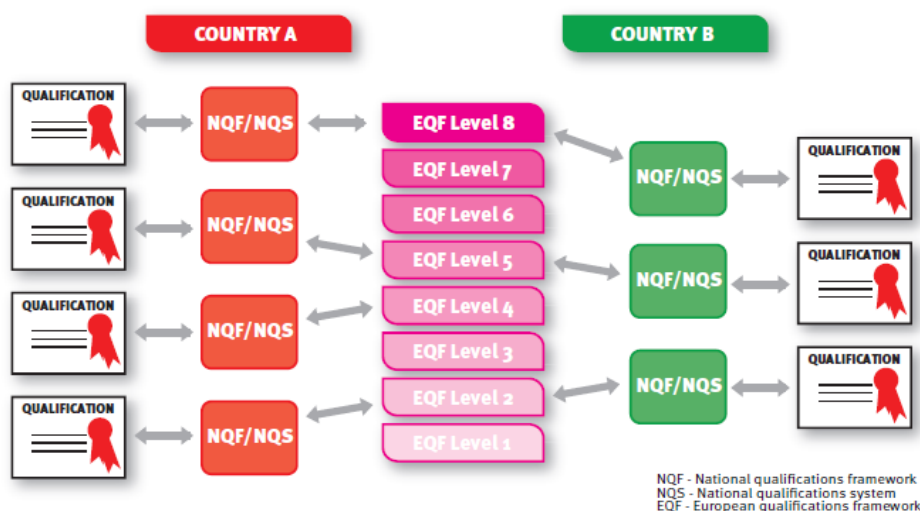 COUNTRY A
COUNTRY B
QUALIFICATION
NQF/NQS
EQF Level 8
EQF Level 7
NQF/NQS
QUALIFICATION
QUALIFICATION
NQF/NQS
EQF Level 6
EQF Level 5
NQF/NQS
QUALIFICATION
QUALIFICATION
NQF/NQS
EQF Level 4
EQF Level 3
NQF/NQS
QUALIFICATION
QUALIFICATION
NQF/NQS
EQF Level 2
EQF Level 1
NQF - National qualifications framework
NQS - National qualifications system
EQF - European qualifications framework